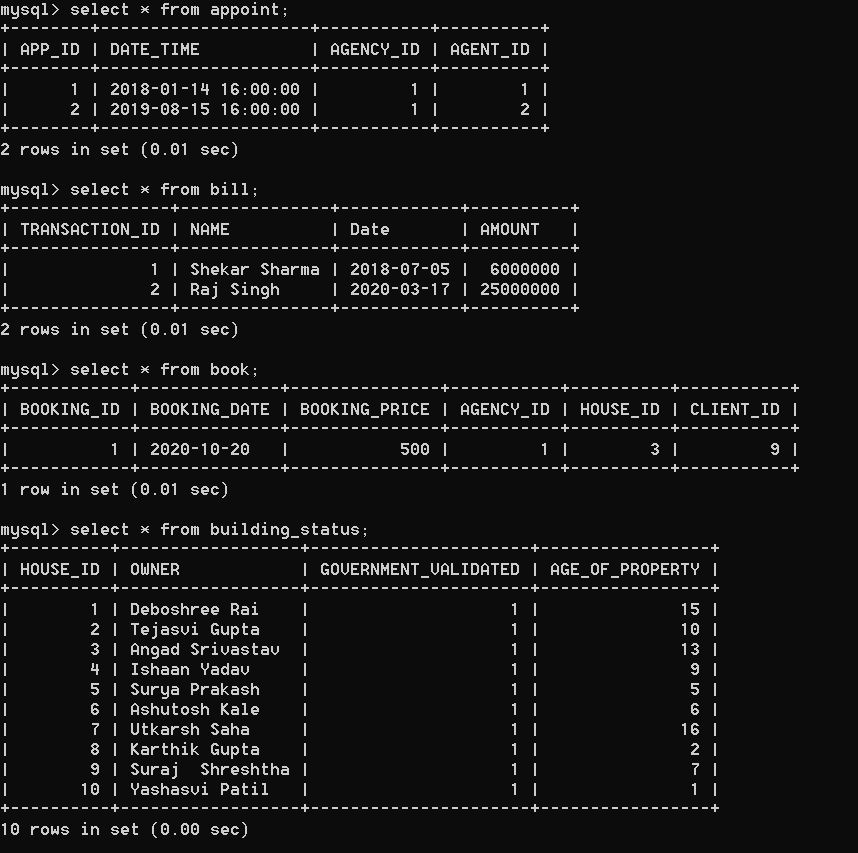 mysql> select * from appoint;
+--------+---------------------+-----------+----------+
| APP_ID | DATE_TIME           | AGENCY_ID | AGENT_ID |
+--------+---------------------+-----------+----------+
|      1 | 2018-01-14 16:00:00 |         1 |        1 |
|      2 | 2019-08-15 16:00:00 |         1 |        2 |
+--------+---------------------+-----------+----------+
2 rows in set (0.01 sec)

mysql> select * from bill;
+----------------+---------------+------------+----------+
| TRANSACTION_ID | NAME          | Date       | AMOUNT   |
+----------------+---------------+------------+----------+
|              1 | Shekar Sharma | 2018-07-05 |  6000000 |
|              2 | Raj Singh     | 2020-03-17 | 25000000 |
+----------------+---------------+------------+----------+
2 rows in set (0.01 sec)

mysql> select * from book;
+------------+--------------+---------------+-----------+----------+-----------+
| BOOKING_ID | BOOKING_DATE | BOOKING_PRICE | AGENCY_ID | HOUSE_ID | CLIENT_ID |
+------------+--------------+---------------+-----------+----------+-----------+
|          1 | 2020-10-20   |           500 |         1 |        3 |         9 |
+------------+--------------+---------------+-----------+----------+-----------+
1 row in set (0.01 sec)

mysql> select * from building_status;
+----------+------------------+----------------------+-----------------+
| HOUSE_ID | OWNER            | GOVERNMENT_VALIDATED | AGE_OF_PROPERTY |
+----------+------------------+----------------------+-----------------+
|        1 | Deboshree Rai    |                    1 |              15 |
|        2 | Tejasvi Gupta    |                    1 |              10 |
|        3 | Angad Srivastav  |                    1 |              13 |
|        4 | Ishaan Yadav     |                    1 |               9 |
|        5 | Surya Prakash    |                    1 |               5 |
|        6 | Ashutosh Kale    |                    1 |               6 |
|        7 | Utkarsh Saha     |                    1 |              16 |
|        8 | Karthik Gupta    |                    1 |               2 |
|        9 | Suraj  Shreshtha |                    1 |               7 |
|       10 | Yashasvi Patil   |                    1 |               1 |
+----------+------------------+----------------------+-----------------+
10 rows in set (0.00 sec)